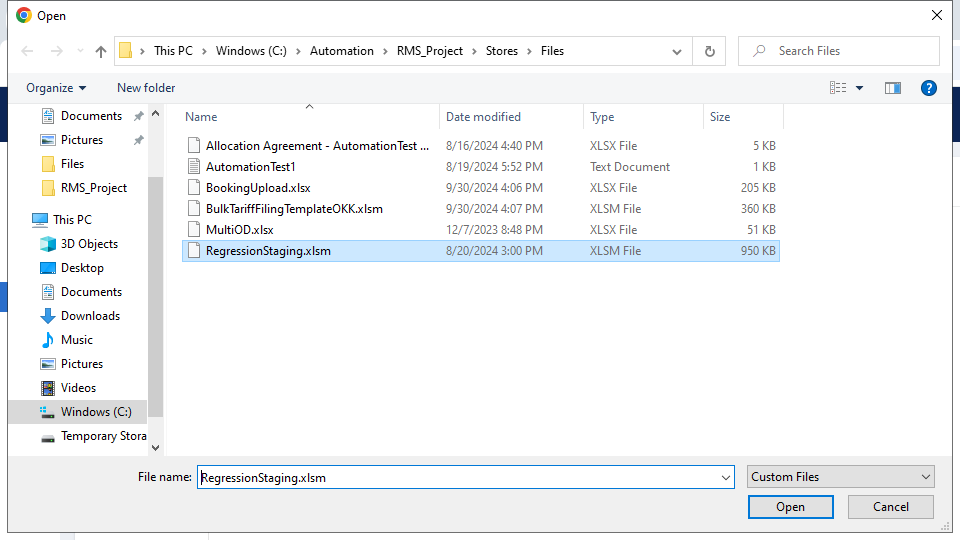 Open
This PC > Windows (C:) > Automation > RMS_Project > Stores > Files
Search Files
Organize
New folder
Documents
Pictures
Files
RMS_Project
This PC
3D Objects
Desktop
Documents
Downloads
Music
Pictures
Videos
Windows (C:)
Temporary Stora
Name Date modified Type Size
Allocation Agreement - AutomationTest ... 8/16/2024 4:40 PM XLSX File 5 KB
AutomationTest1 8/19/2024 5:52 PM Text Document 1 KB
BookingUpload.xlsx 9/30/2024 4:06 PM XLSX File 205 KB
BulkTariffFilingTemplateOKK.xlsm 9/30/2024 4:07 PM XLSM File 360 KB
MultiOD.xlsx 12/7/2023 8:48 PM XLSX File 51 KB
RegressionStaging.xlsm 8/20/2024 3:00 PM XLSM File 950 KB
File name: RegressionStaging.xlsm
Custom Files
Open
Cancel